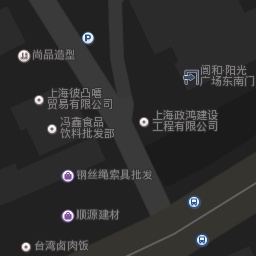 尚品造型
闽和·阳光
广场东南门
上海彼凸嘻
贸易有限公司
上海政鸿建设
工程有限公司
冯鑫食品
饮料批发部
钢丝绳索具批发
顺源建材
台湾卤肉饭